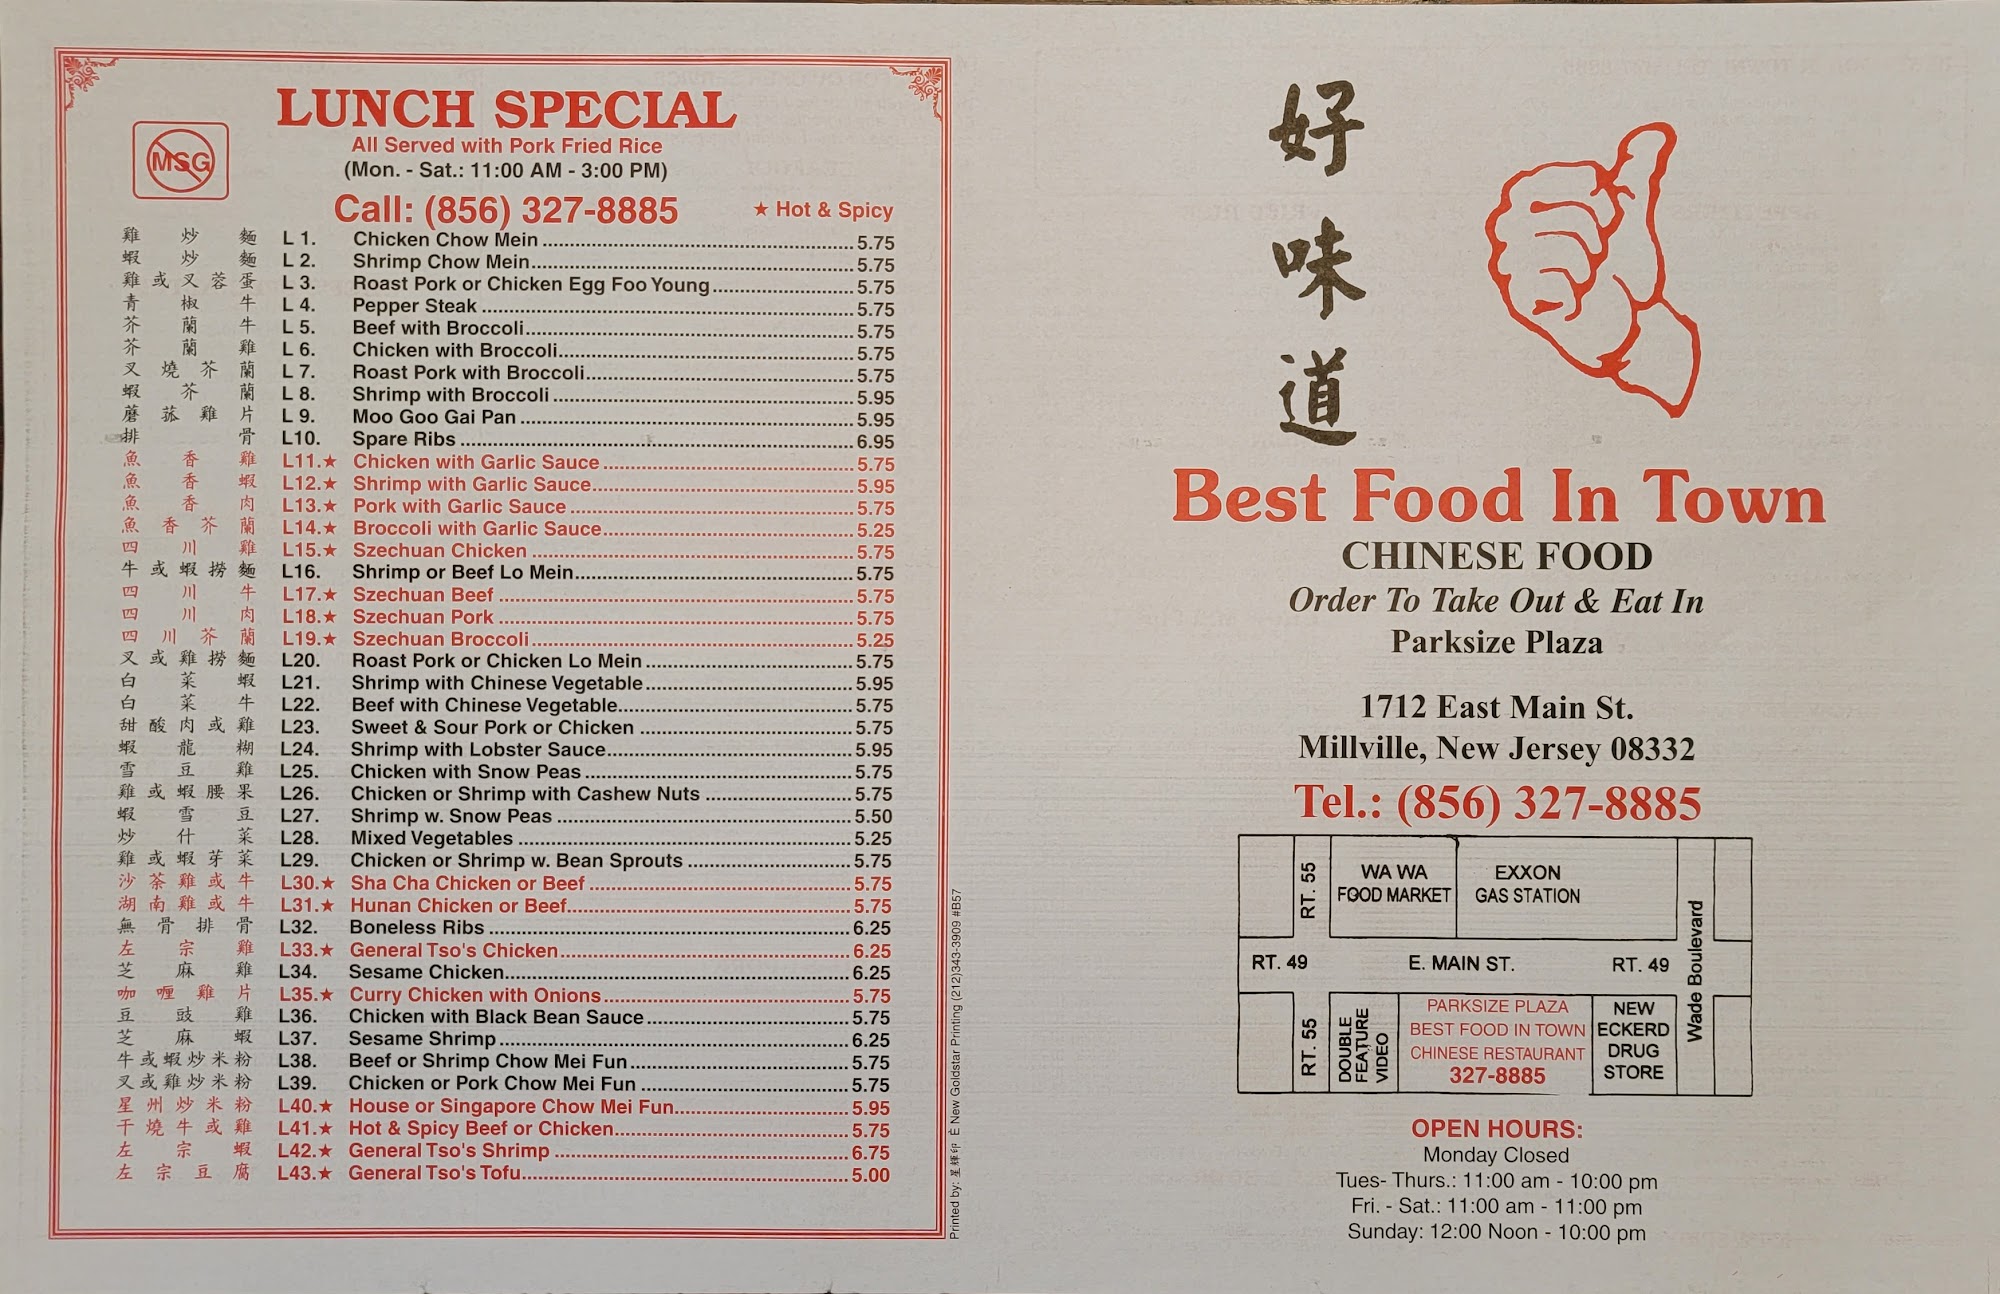 LUNCH SPECIAL
MSG
All Served with Pork Fried Rice
(Mon. - Sat.: 11:00 AM - 3:00 PM)
Call: (856) 327-8885
★ Hot & Spicy
雞炒麵 L 1. Chicken Chow Mein 5.75
蝦炒麵 L 2. Shrimp Chow Mein 5.75
雞或叉蓉蛋 L 3. Roast Pork or Chicken Egg Foo Young 5.75
青椒牛 L 4. Pepper Steak 5.75
芥蘭牛 L 5. Beef with Broccoli 5.75
芥蘭雞 L 6. Chicken with Broccoli 5.75
叉燒芥蘭 L 7. Roast Pork with Broccoli 5.75
蝦芥蘭 L 8. Shrimp with Broccoli 5.95
蘑菰雞片 L 9. Moo Goo Gai Pan 5.95
排骨 L10. Spare Ribs 6.95
魚香雞 L11.★ Chicken with Garlic Sauce 5.75
魚香蝦 L12.★ Shrimp with Garlic Sauce 5.95
魚香肉 L13.★ Pork with Garlic Sauce 5.75
魚香芥蘭 L14.★ Broccoli with Garlic Sauce 5.25
四川雞 L15.★ Szechuan Chicken 5.75
牛或蝦撈麵 L16. Shrimp or Beef Lo Mein 5.75
四川牛 L17.★ Szechuan Beef 5.75
四川肉 L18.★ Szechuan Pork 5.75
四川芥蘭 L19.★ Szechuan Broccoli 5.25
叉或雞撈麵 L20. Roast Pork or Chicken Lo Mein 5.75
白菜蝦 L21. Shrimp with Chinese Vegetable 5.95
白菜牛 L22. Beef with Chinese Vegetable 5.75
甜酸肉或雞 L23. Sweet & Sour Pork or Chicken 5.75
蝦龍糊 L24. Shrimp with Lobster Sauce 5.95
雪豆雞 L25. Chicken with Snow Peas 5.75
雞或蝦腰果 L26. Chicken or Shrimp with Cashew Nuts 5.75
蝦雪豆 L27. Shrimp w. Snow Peas 5.50
炒什菜 L28. Mixed Vegetables 5.25
雞或蝦芽菜 L29. Chicken or Shrimp w. Bean Sprouts 5.75
沙茶雞或牛 L30.★ Sha Cha Chicken or Beef 5.75
湖南雞或牛 L31.★ Hunan Chicken or Beef 5.75
無骨排骨 L32. Boneless Ribs 6.25
左宗雞 L33.★ General Tso's Chicken 6.25
芝麻雞 L34. Sesame Chicken 6.25
咖喱雞片 L35.★ Curry Chicken with Onions 5.75
豆豉雞 L36. Chicken with Black Bean Sauce 5.75
芝麻蝦 L37. Sesame Shrimp 6.25
牛或蝦炒米粉 L38. Beef or Shrimp Chow Mei Fun 5.75
叉或雞炒米粉 L39. Chicken or Pork Chow Mei Fun 5.75
星州炒米粉 L40.★ House or Singapore Chow Mei Fun 5.95
干燒牛或雞 L41.★ Hot & Spicy Beef or Chicken 5.75
左宗蝦 L42.★ General Tso's Shrimp 6.75
左宗豆腐 L43.★ General Tso's Tofu 5.00
Printed by: 星輝印 È New Goldstar Printing (212)343-3909 #B57
好味道
Best Food In Town
CHINESE FOOD
Order To Take Out & Eat In
Parksize Plaza
1712 East Main St.
Millville, New Jersey 08332
Tel.: (856) 327-8885
RT. 55
WA WA
FOOD MARKET
EXXON
GAS STATION
Wade Boulevard
RT. 49
E. MAIN ST.
RT. 49
RT. 55
DOUBLE
FEATURE
VIDEO
PARKSIZE PLAZA
BEST FOOD IN TOWN
CHINESE RESTAURANT
327-8885
NEW
ECKERD
DRUG
STORE
OPEN HOURS:
Monday Closed
Tues- Thurs.: 11:00 am - 10:00 pm
Fri. - Sat.: 11:00 am - 11:00 pm
Sunday: 12:00 Noon - 10:00 pm